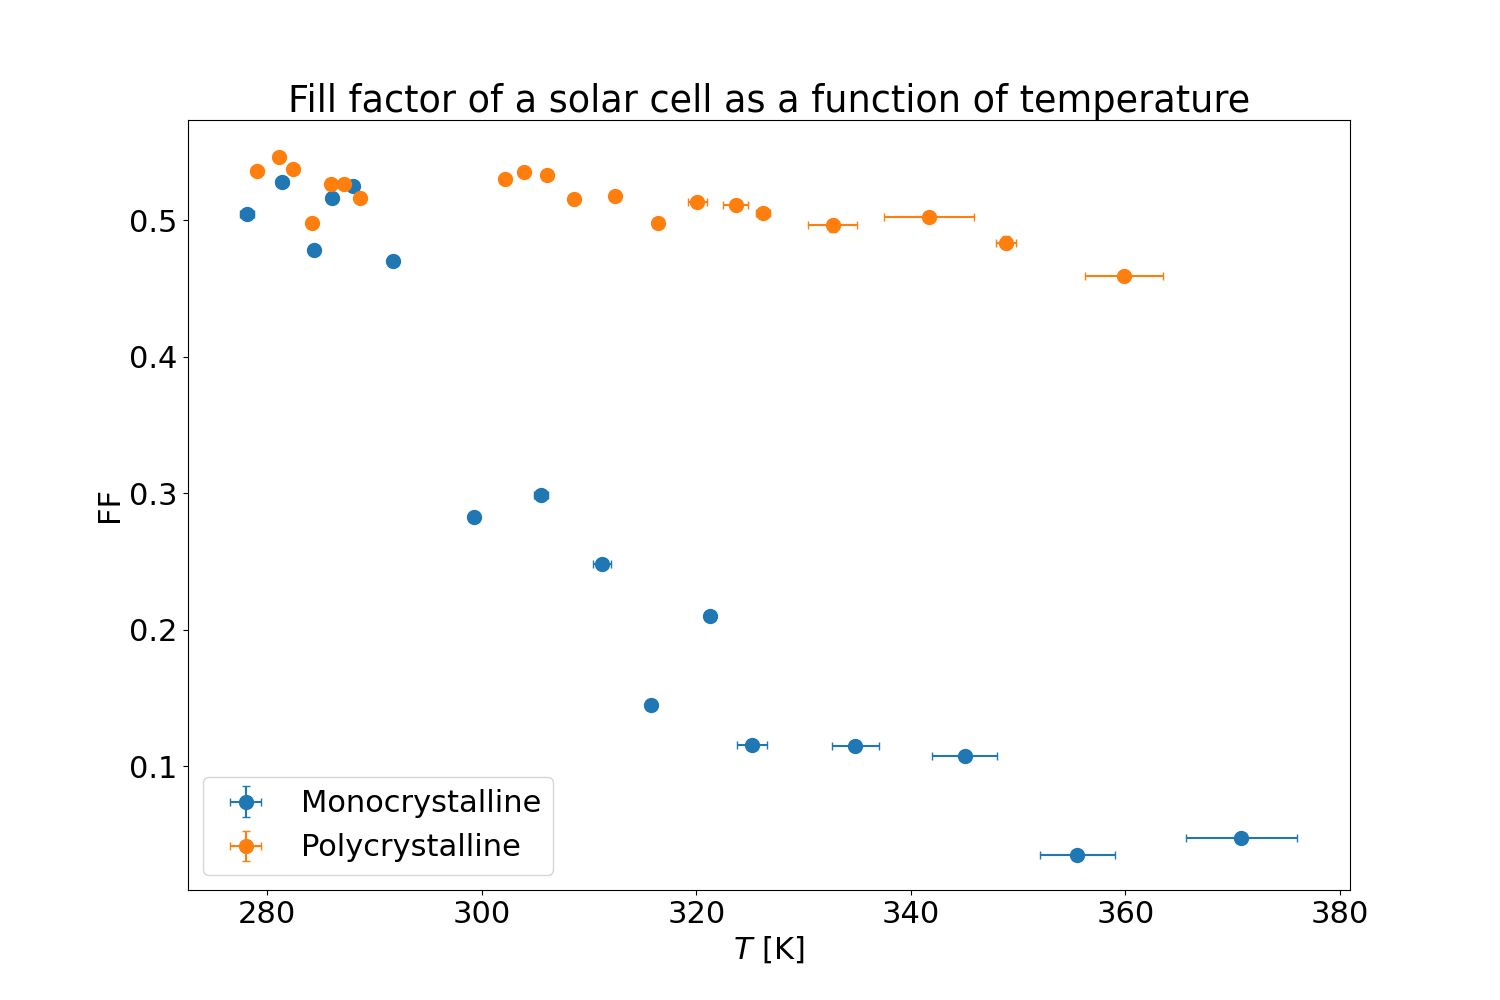 Fill factor of a solar cell as a function of temperature
FF
0.5
0.4
0.3
0.2
0.1
Monocrystalline
Polycrystalline
280 300 320 340 360 380
T [K]